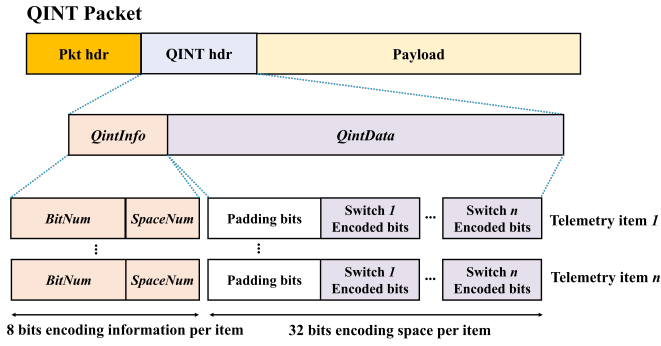 QINT Packet
Pkt hdr QINT hdr Payload
QintInfo QintData
BitNum SpaceNum Padding bits Switch 1 Encoded bits ... Switch n Encoded bits Telemetry item 1
⋮ ⋮
BitNum SpaceNum Padding bits Switch 1 Encoded bits ... Switch n Encoded bits Telemetry item n
8 bits encoding information per item 32 bits encoding space per item